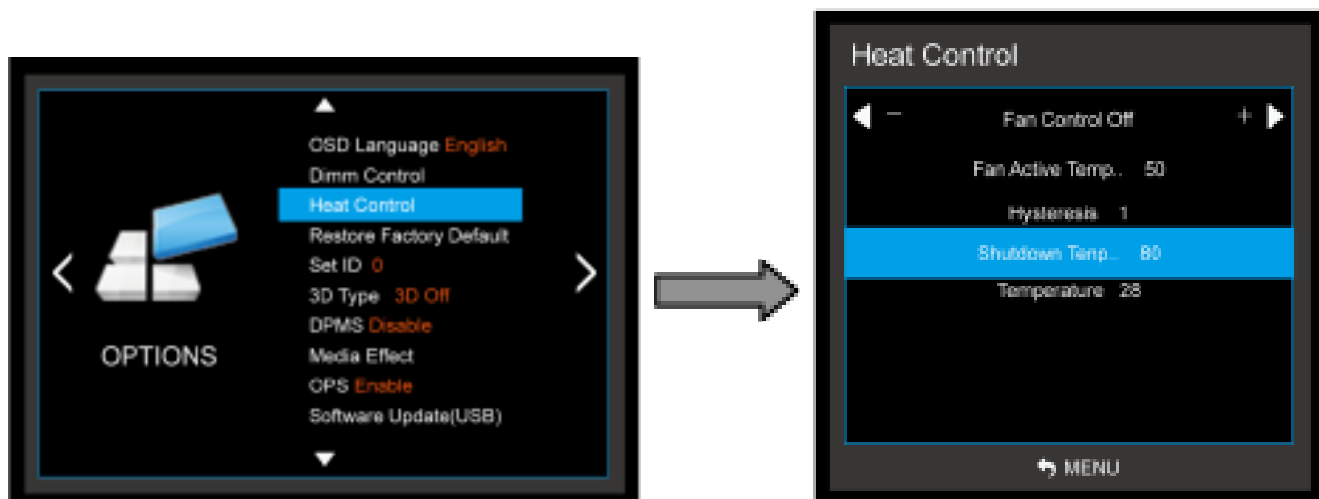 OSD Language English
Dimm Control
Heat Control
Restore Factory Default
Set ID 0
3D Type 3D Off
DPMS Disable
Media Effect
OPS Enable
Software Update(USB)
OPTIONS
Heat Control
− Fan Control Off +
Fan Active Temp.. 50
Hysteresis 1
Shutdown Temp.. 80
Temperature 28
MENU